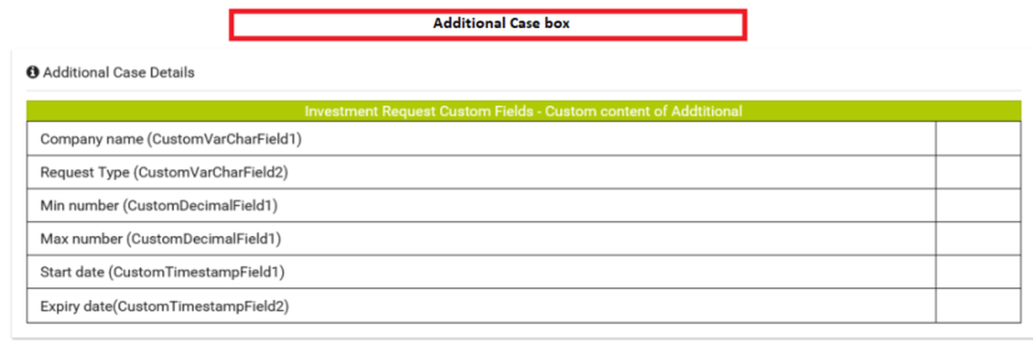 Additional Case box
Additional Case Details
Investment Request Custom Fields - Custom content of Addtitional
Company name (CustomVarCharField1)
Request Type (CustomVarCharField2)
Min number (CustomDecimalField1)
Max number (CustomDecimalField1)
Start date (CustomTimestampField1)
Expiry date(CustomTimestampField2)